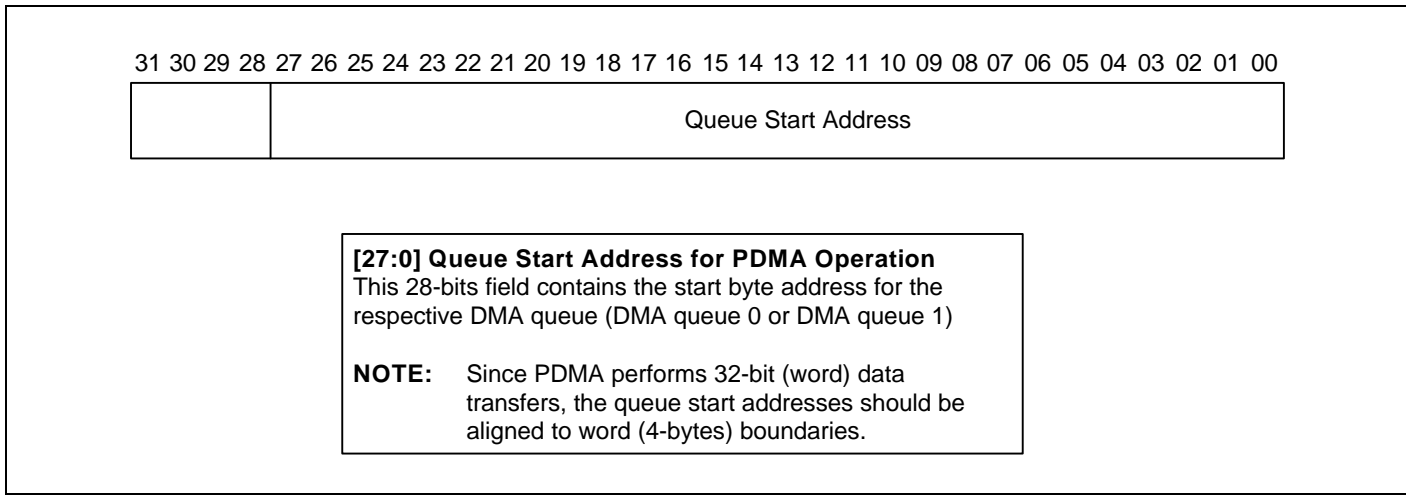 31 30 29 28 27 26 25 24 23 22 21 20 19 18 17 16 15 14 13 12 11 10 09 08 07 06 05 04 03 02 01 00
Queue Start Address
[27:0] Queue Start Address for PDMA Operation
This 28-bits field contains the start byte address for the
respective DMA queue (DMA queue 0 or DMA queue 1)
NOTE: Since PDMA performs 32-bit (word) data
transfers, the queue start addresses should be
aligned to word (4-bytes) boundaries.